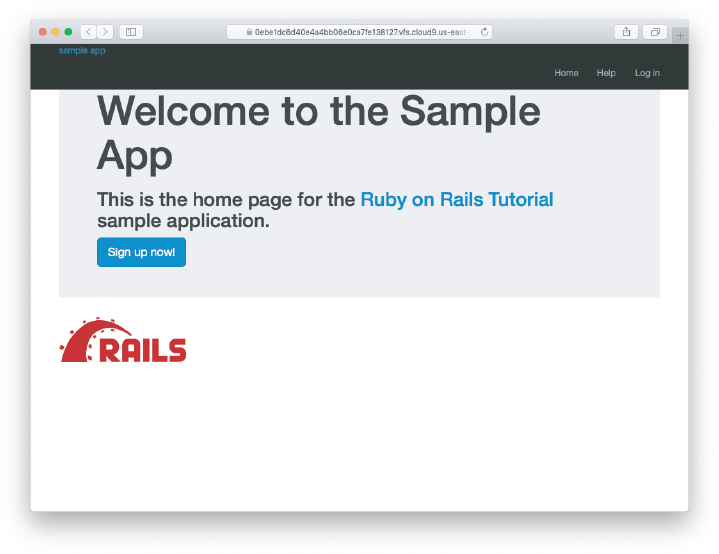 0ebe1dc6d40e4a4bb06e0ca7fe138127.vfs.cloud9.us-east-
sample app
Home Help Log in
Welcome to the Sample
App
This is the home page for the Ruby on Rails Tutorial
sample application.
Sign up now!
RAILS